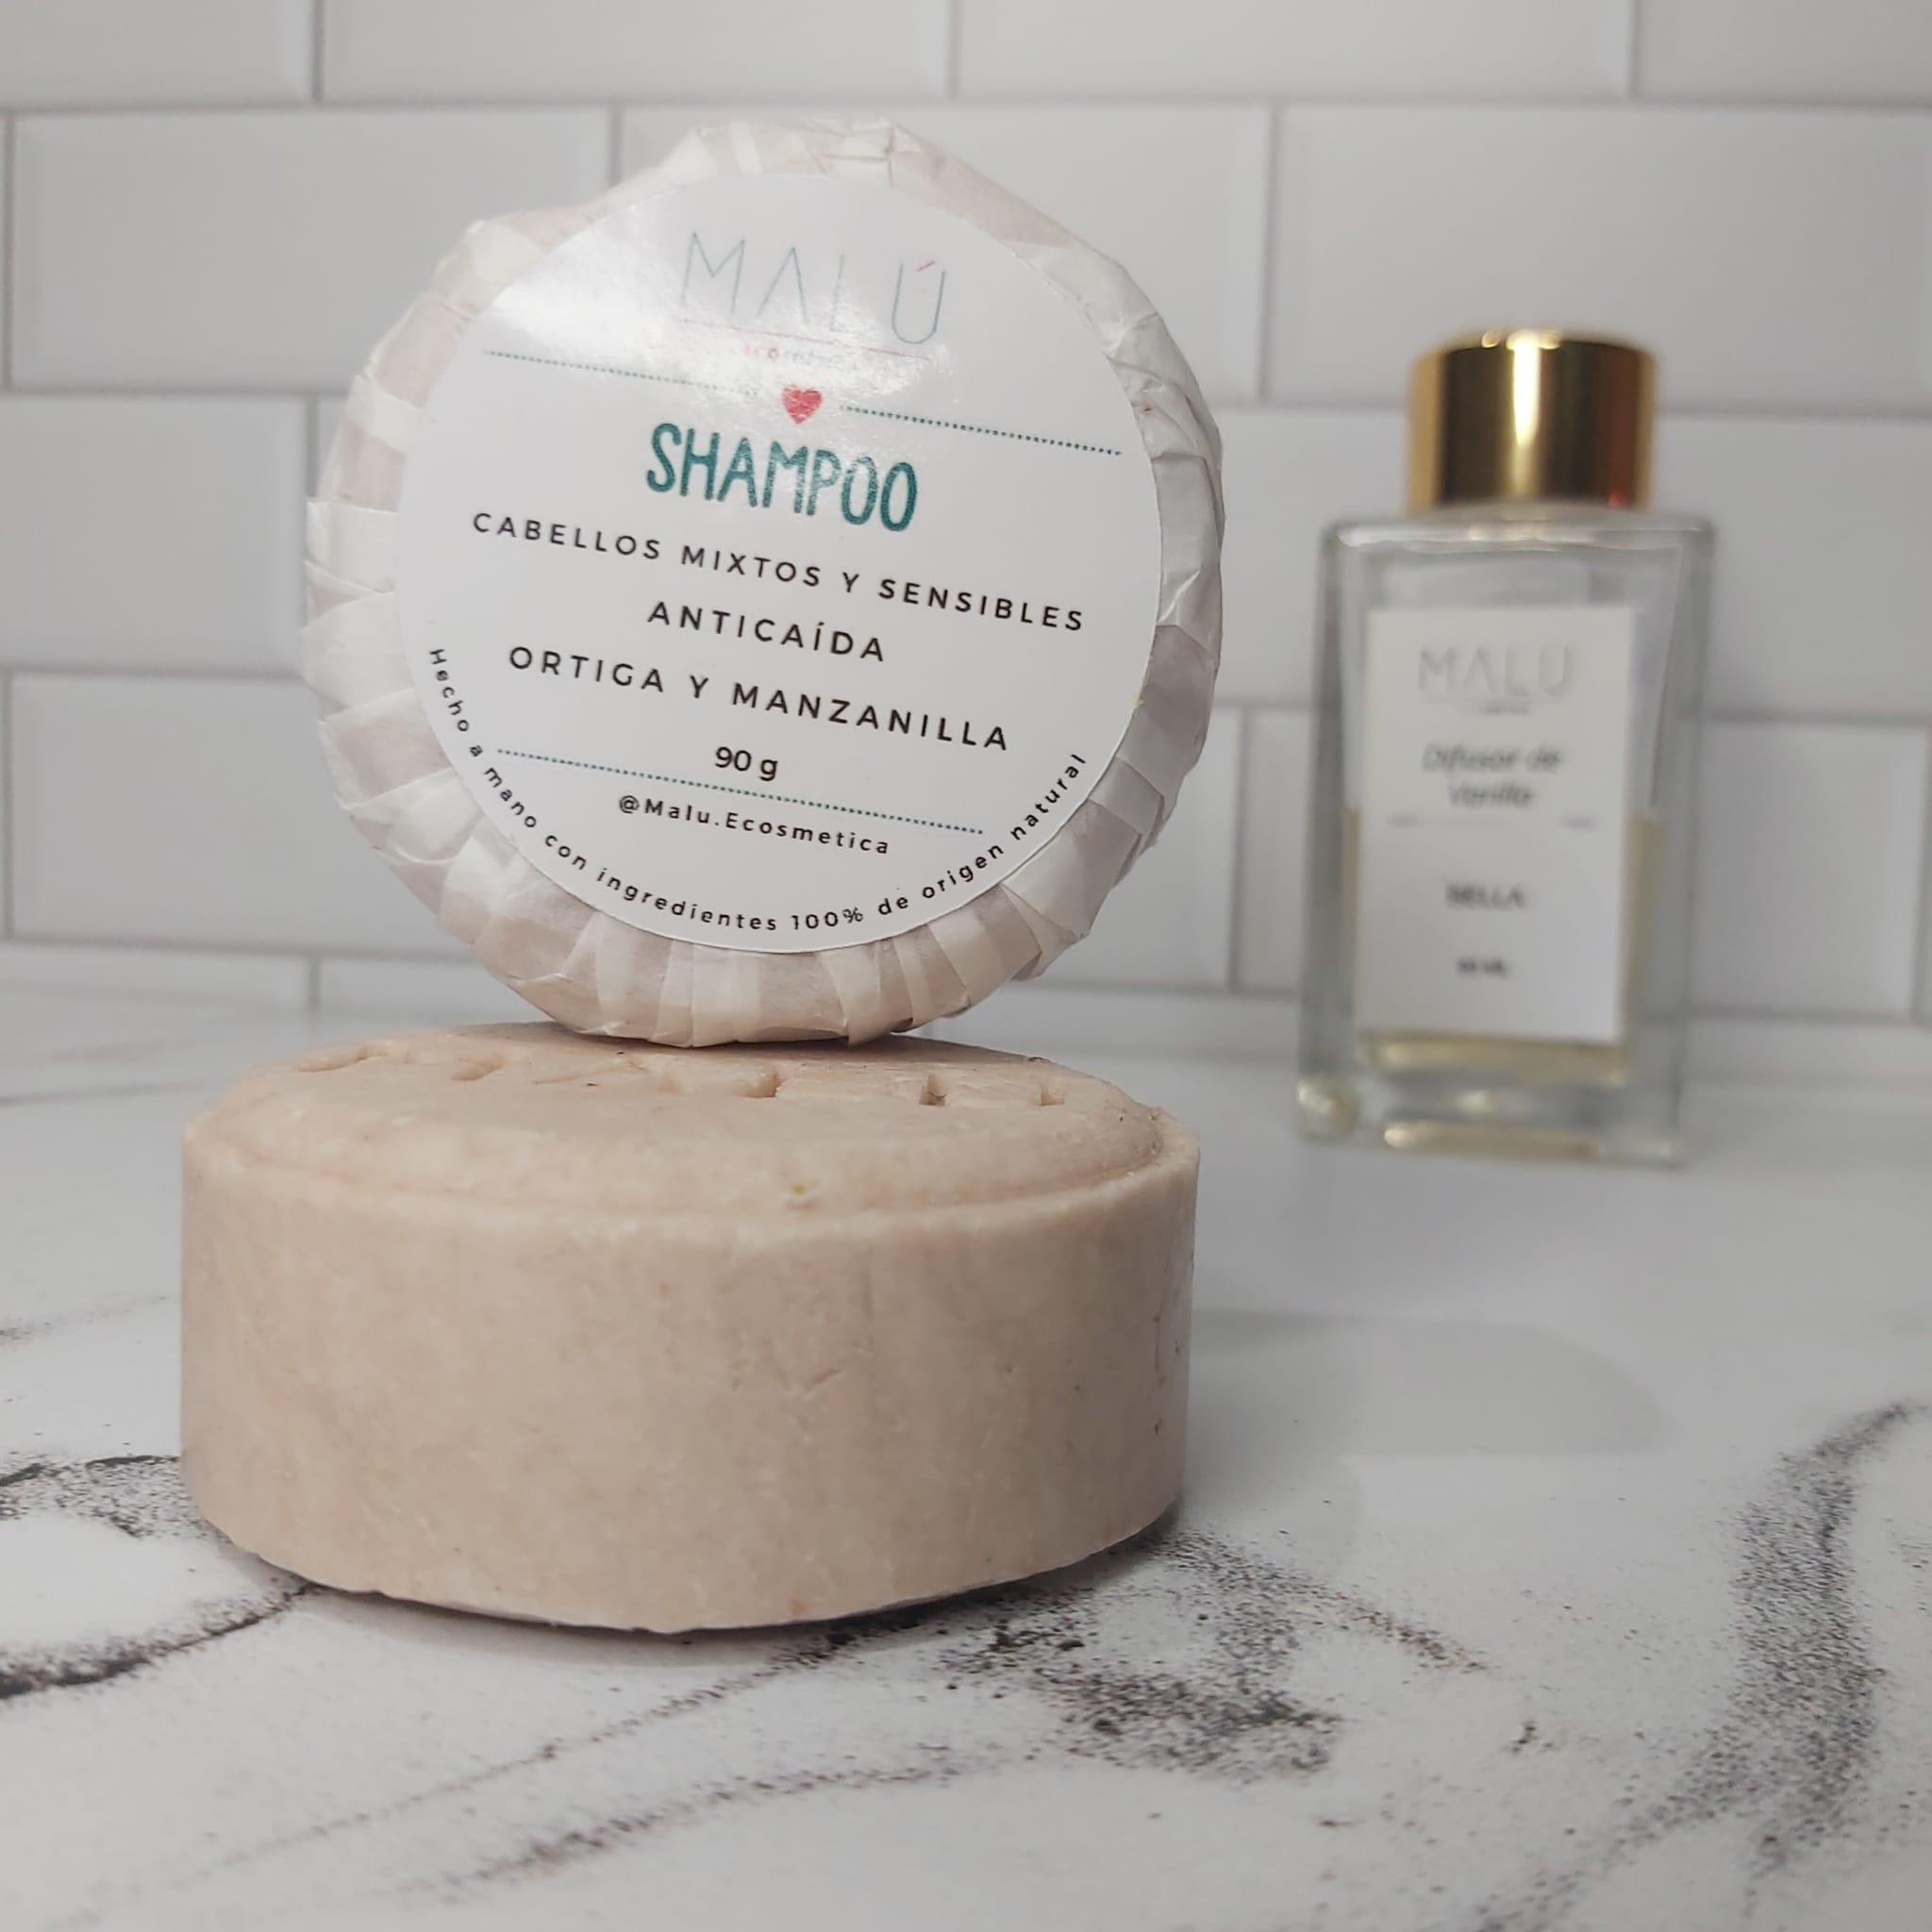 MALÚ
SHAMPOO
CABELLOS MIXTOS Y SENSIBLES
ANTICAÍDA
ORTIGA Y MANZANILLA
90 g
@Malu.Ecosmetica
Hecho a mano con ingredientes 100% de origen natural
MALÚ
Difusor de
Vanilla
BELLA